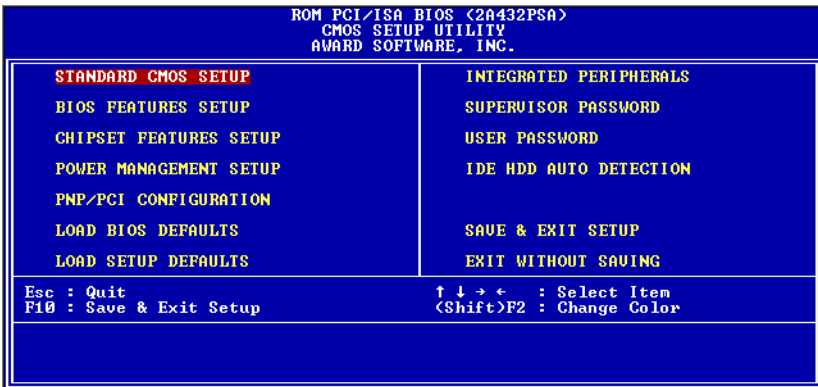 ROM PCI/ISA BIOS (2A432PSA)
CMOS SETUP UTILITY
AWARD SOFTWARE, INC.
STANDARD CMOS SETUP
BIOS FEATURES SETUP
CHIPSET FEATURES SETUP
POWER MANAGEMENT SETUP
PNP/PCI CONFIGURATION
LOAD BIOS DEFAULTS
LOAD SETUP DEFAULTS
INTEGRATED PERIPHERALS
SUPERVISOR PASSWORD
USER PASSWORD
IDE HDD AUTO DETECTION
SAVE & EXIT SETUP
EXIT WITHOUT SAVING
Esc : Quit
F10 : Save & Exit Setup
↑ ↓ → ← : Select Item
(Shift)F2 : Change Color